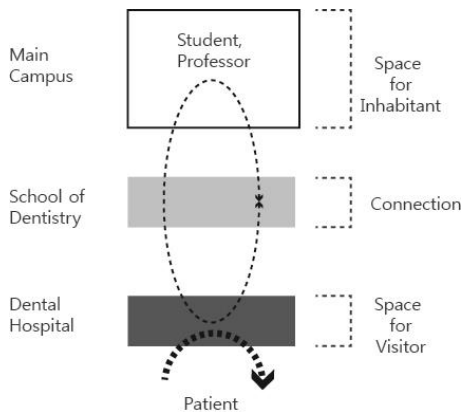 Main
Campus
Student,
Professor
Space
for
Inhabitant
School of
Dentistry
Connection
Dental
Hospital
Space
for
Visitor
Patient